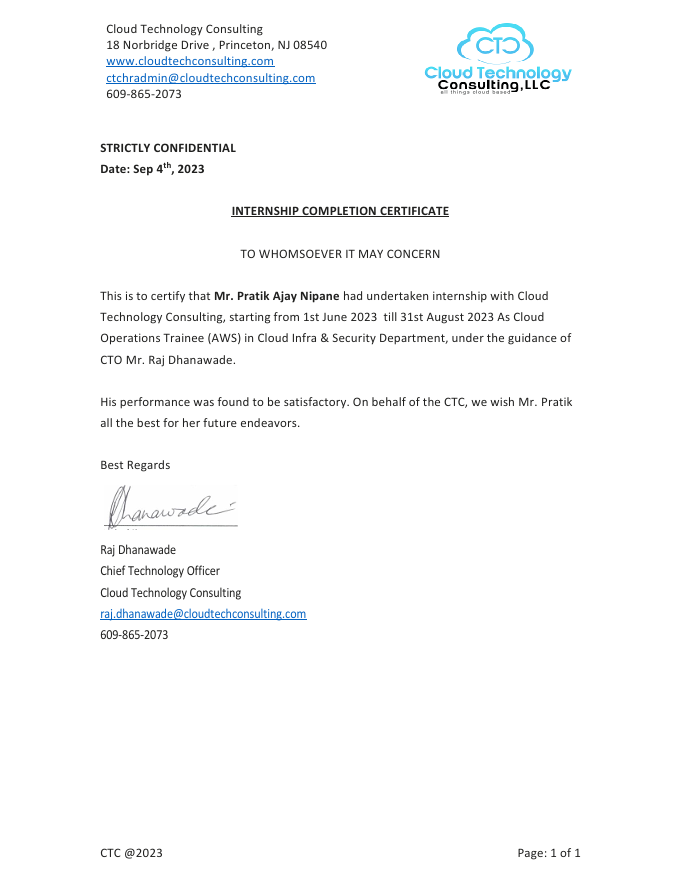 Cloud Technology Consulting
18 Norbridge Drive , Princeton, NJ 08540
www.cloudtechconsulting.com
ctchradmin@cloudtechconsulting.com
609-865-2073
CTC
Cloud Technology
Consulting,LLC
all things cloud based
STRICTLY CONFIDENTIAL
Date: Sep 4th, 2023
INTERNSHIP COMPLETION CERTIFICATE
TO WHOMSOEVER IT MAY CONCERN
This is to certify that Mr. Pratik Ajay Nipane had undertaken internship with Cloud
Technology Consulting, starting from 1st June 2023 till 31st August 2023 As Cloud
Operations Trainee (AWS) in Cloud Infra & Security Department, under the guidance of
CTO Mr. Raj Dhanawade.
His performance was found to be satisfactory. On behalf of the CTC, we wish Mr. Pratik
all the best for her future endeavors.
Best Regards
Dhanawade
Raj Dhanawade
Chief Technology Officer
Cloud Technology Consulting
raj.dhanawade@cloudtechconsulting.com
609-865-2073
CTC @2023
Page: 1 of 1